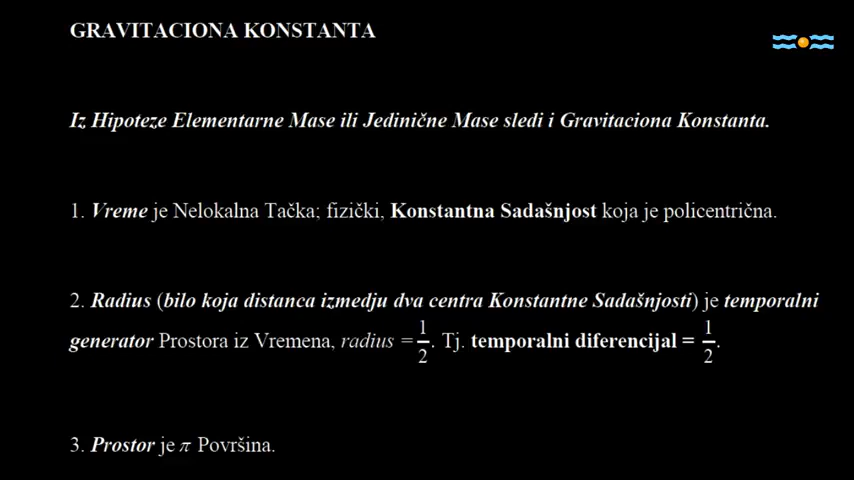 GRAVITACIONA KONSTANTA
Iz Hipoteze Elementarne Mase ili Jedinične Mase sledi i Gravitaciona Konstanta.
1. Vreme je Nelokalna Tačka; fizički, Konstantna Sadašnjost koja je policentrična.
2. Radius (bilo koja distanca izmedju dva centra Konstantne Sadašnjosti) je temporalni
generator Prostora iz Vremena, radius = 1/2. Tj. temporalni diferencijal = 1/2.
3. Prostor je π Površina.